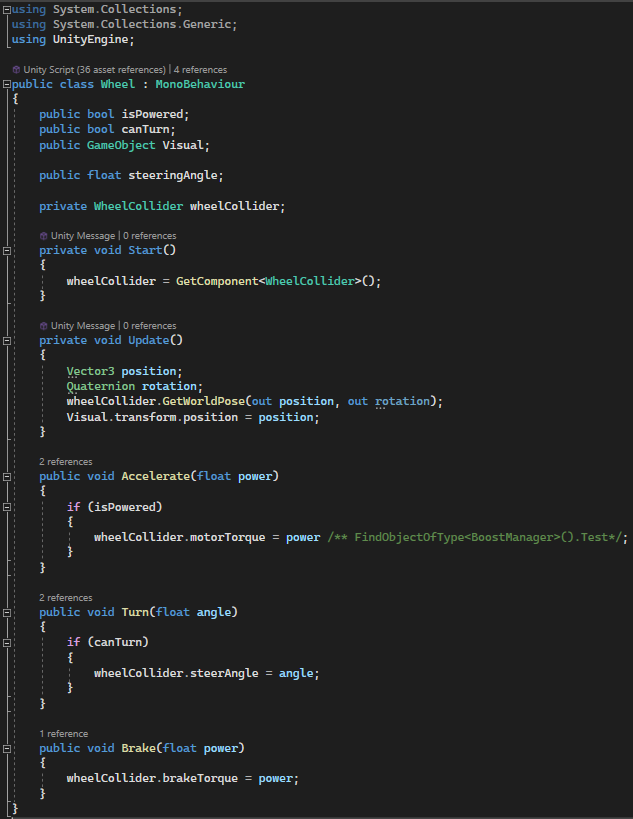 using System.Collections;
using System.Collections.Generic;
using UnityEngine;
Unity Script (36 asset references) | 4 references
public class Wheel : MonoBehaviour
{
public bool isPowered;
public bool canTurn;
public GameObject Visual;
public float steeringAngle;
private WheelCollider wheelCollider;
Unity Message | 0 references
private void Start()
{
wheelCollider = GetComponent<WheelCollider>();
}
Unity Message | 0 references
private void Update()
{
Vector3 position;
Quaternion rotation;
wheelCollider.GetWorldPose(out position, out rotation);
Visual.transform.position = position;
}
2 references
public void Accelerate(float power)
{
if (isPowered)
{
wheelCollider.motorTorque = power /** FindObjectOfType<BoostManager>().Test*/;
}
}
2 references
public void Turn(float angle)
{
if (canTurn)
{
wheelCollider.steerAngle = angle;
}
}
1 reference
public void Brake(float power)
{
wheelCollider.brakeTorque = power;
}
}